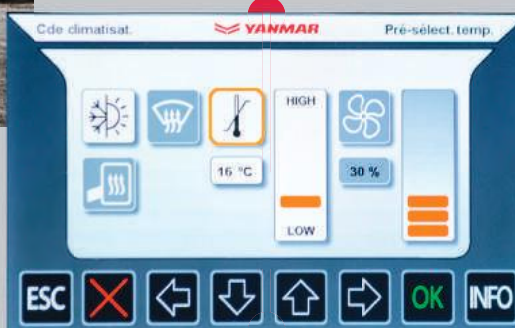 Cde climatisat.
YANMAR
Pré-sélect. temp.
HIGH
16 °C
30 %
LOW
ESC
OK
INFO